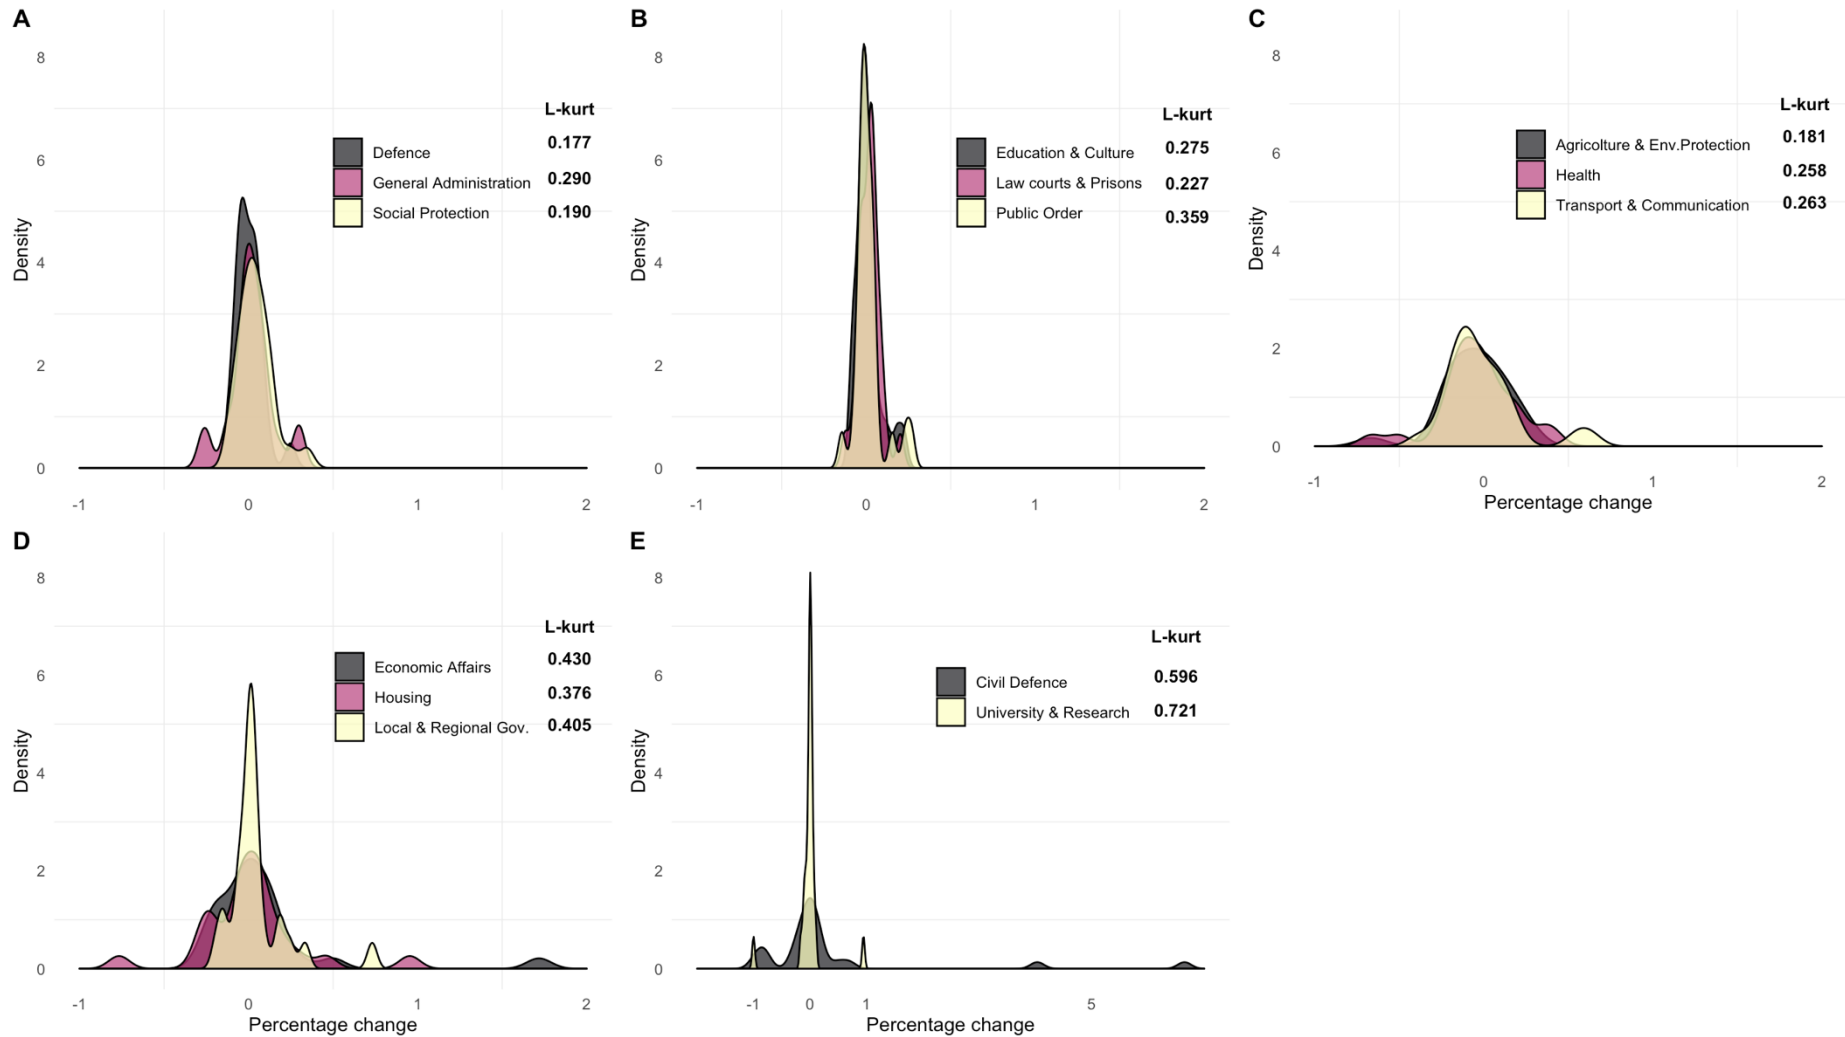 A
8
6
4
2
0
Density
L-kurt
Defence 0.177
General Administration 0.290
Social Protection 0.190
-1 0 1 2
B
8
6
4
2
0
Density
L-kurt
Education & Culture 0.275
Law courts & Prisons 0.227
Public Order 0.359
-1 0 1 2
C
8
6
4
2
0
Density
L-kurt
Agricolture & Env.Protection 0.181
Health 0.258
Transport & Communication 0.263
-1 0 1 2
Percentage change
D
8
6
4
2
0
Density
L-kurt
Economic Affairs 0.430
Housing 0.376
Local & Regional Gov. 0.405
-1 0 1 2
Percentage change
E
8
6
4
2
0
Density
L-kurt
Civil Defence 0.596
University & Research 0.721
-1 0 1 5
Percentage change